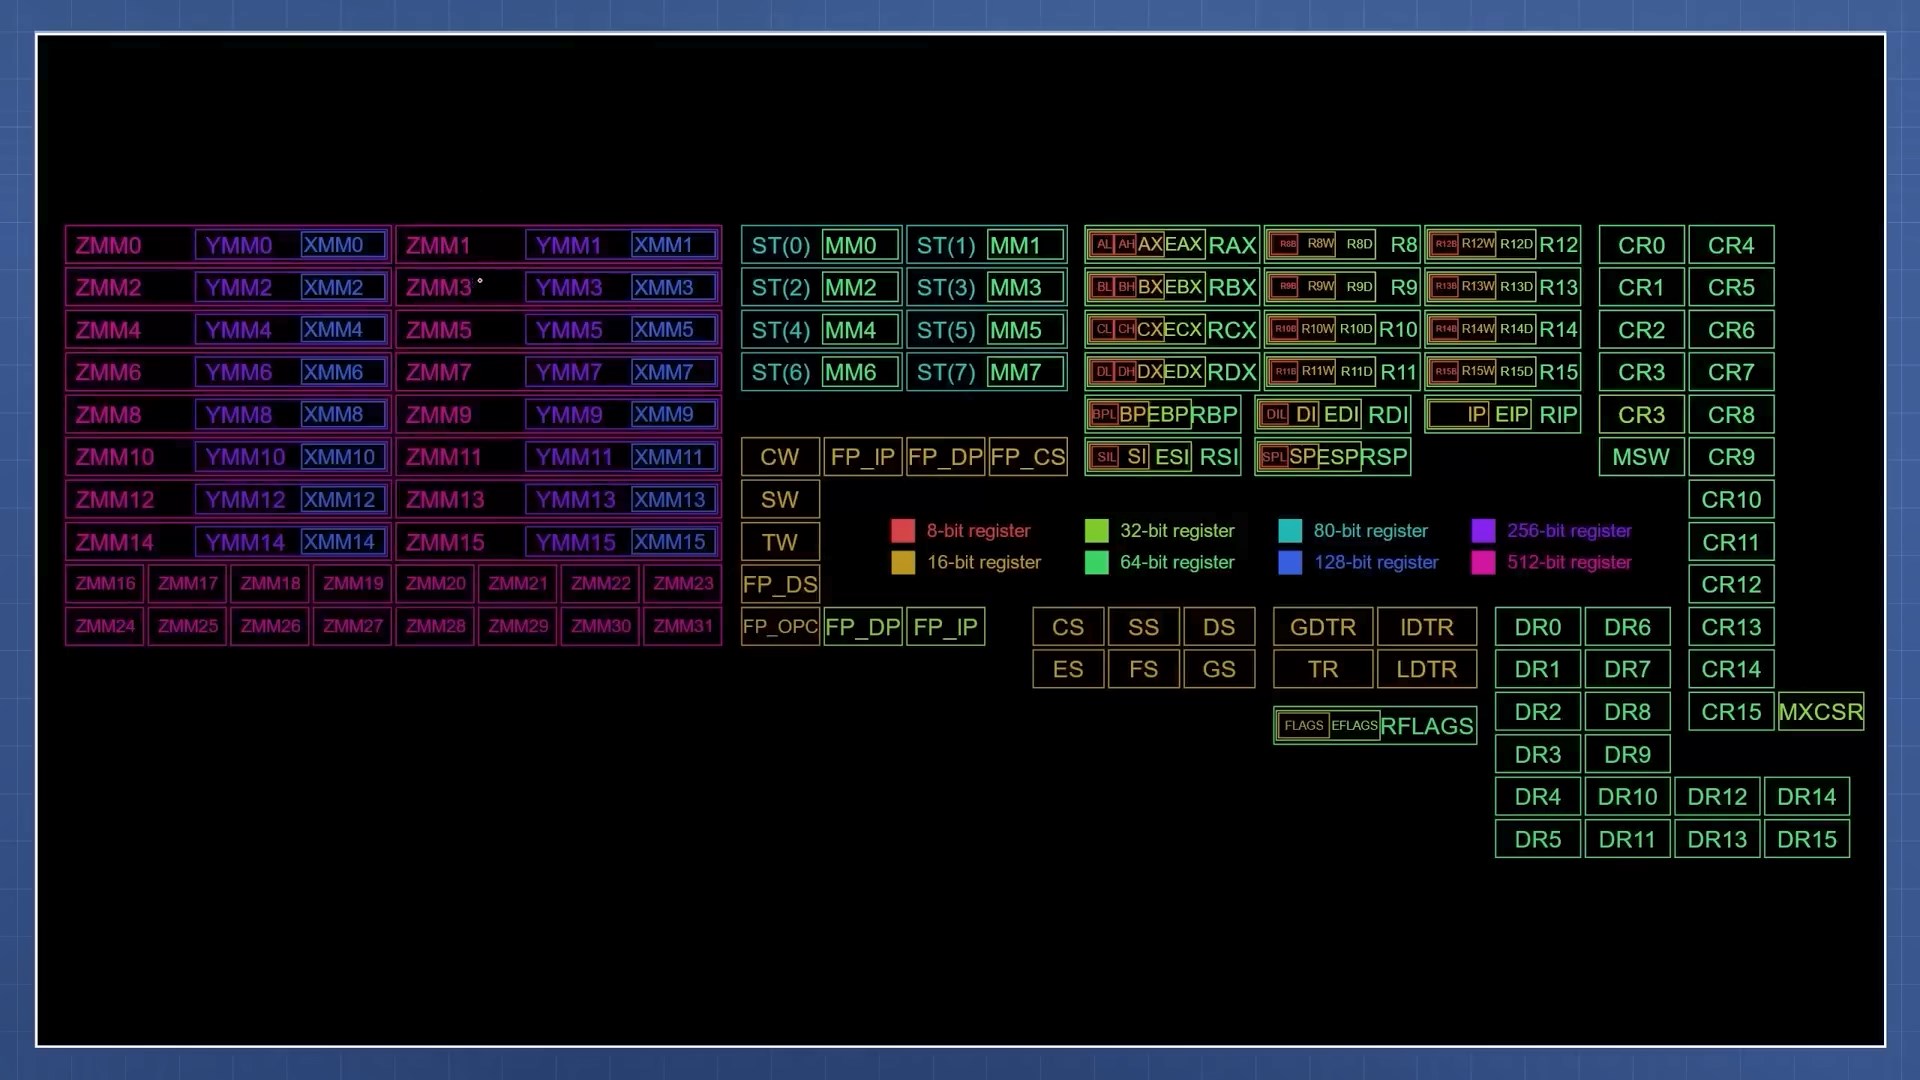 ZMM0 YMM0 XMM0 ZMM1 YMM1 XMM1 ST(0) MM0 ST(1) MM1 AL AH AX EAX RAX R8B R8W R8D R8 R12B R12W R12D R12 CR0 CR4
ZMM2 YMM2 XMM2 ZMM3 YMM3 XMM3 ST(2) MM2 ST(3) MM3 BL BH BX EBX RBX R9B R9W R9D R9 R13B R13W R13D R13 CR1 CR5
ZMM4 YMM4 XMM4 ZMM5 YMM5 XMM5 ST(4) MM4 ST(5) MM5 CL CH CX ECX RCX R10B R10W R10D R10 R14B R14W R14D R14 CR2 CR6
ZMM6 YMM6 XMM6 ZMM7 YMM7 XMM7 ST(6) MM6 ST(7) MM7 DL DH DX EDX RDX R11B R11W R11D R11 R15B R15W R15D R15 CR3 CR7
ZMM8 YMM8 XMM8 ZMM9 YMM9 XMM9 BPL BP EBP RBP DIL DI EDI RDI IP EIP RIP CR3 CR8
ZMM10 YMM10 XMM10 ZMM11 YMM11 XMM11 CW FP_IP FP_DP FP_CS SIL SI ESI RSI SPL SP ESP RSP MSW CR9
ZMM12 YMM12 XMM12 ZMM13 YMM13 XMM13 SW CR10
8-bit register 32-bit register 80-bit register 256-bit register
ZMM14 YMM14 XMM14 ZMM15 YMM15 XMM15 TW CR11
16-bit register 64-bit register 128-bit register 512-bit register
ZMM16 ZMM17 ZMM18 ZMM19 ZMM20 ZMM21 ZMM22 ZMM23 FP_DS CR12
ZMM24 ZMM25 ZMM26 ZMM27 ZMM28 ZMM29 ZMM30 ZMM31 FP_OPC FP_DP FP_IP CS SS DS GDTR IDTR DR0 DR6 CR13
ES FS GS TR LDTR DR1 DR7 CR14
FLAGS EFLAGS RFLAGS DR2 DR8 CR15 MXCSR
DR3 DR9
DR4 DR10 DR12 DR14
DR5 DR11 DR13 DR15